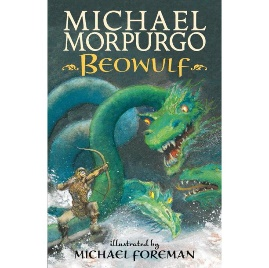 MICHAEL
MORPURGO
BEOWULF
illustrated by
MICHAEL FOREMAN